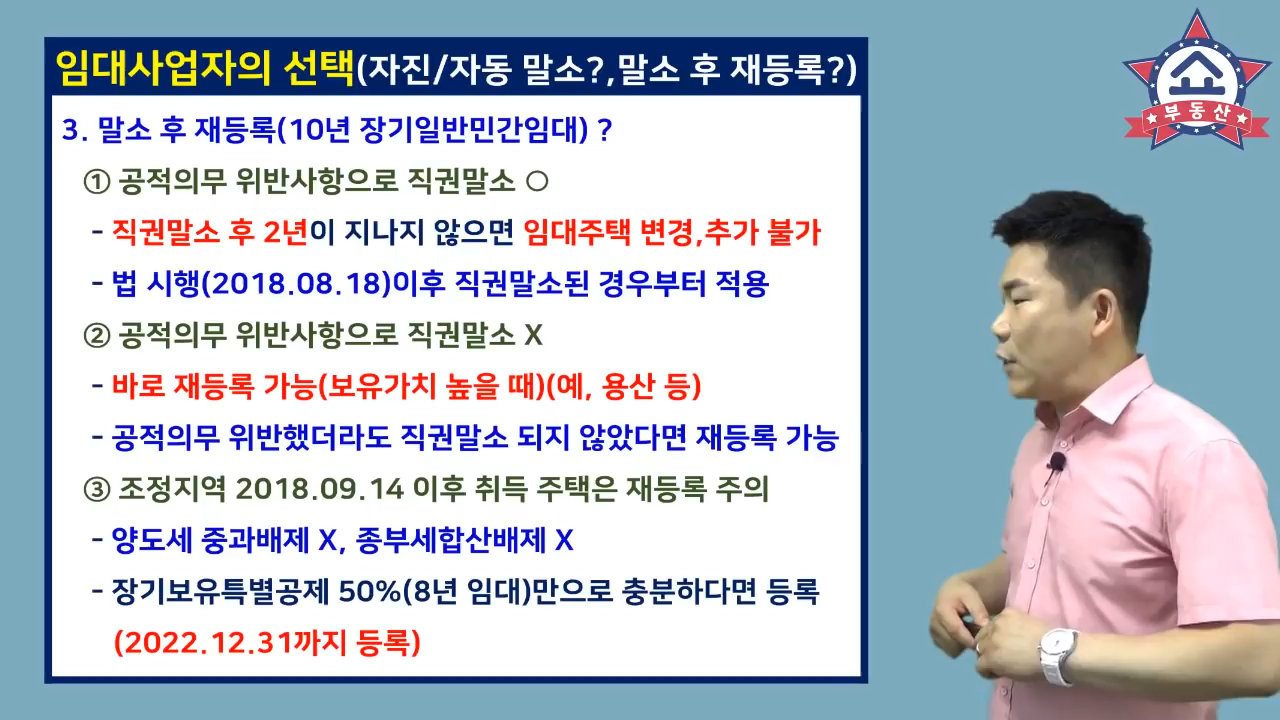 임대사업자의 선택(자진/자동 말소?,말소 후 재등록?)
3. 말소 후 재등록(10년 장기일반민간임대) ?
① 공적의무 위반사항으로 직권말소 ○
- 직권말소 후 2년이 지나지 않으면 임대주택 변경,추가 불가
- 법 시행(2018.08.18)이후 직권말소된 경우부터 적용
② 공적의무 위반사항으로 직권말소 X
- 바로 재등록 가능(보유가치 높을 때)(예, 용산 등)
- 공적의무 위반했더라도 직권말소 되지 않았다면 재등록 가능
③ 조정지역 2018.09.14 이후 취득 주택은 재등록 주의
- 양도세 중과배제 X, 종부세합산배제 X
- 장기보유특별공제 50%(8년 임대)만으로 충분하다면 등록
(2022.12.31까지 등록)
부동산